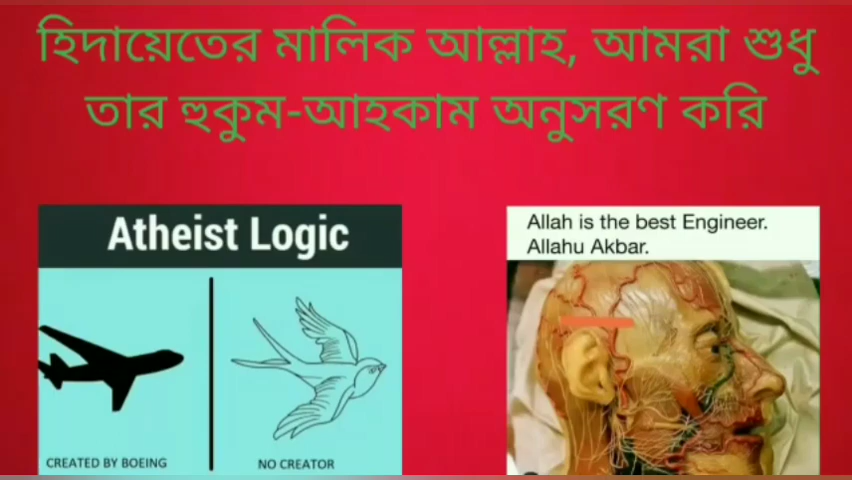 হিদায়েতের মালিক আল্লাহ, আমরা শুধু
তার হুকুম-আহকাম অনুসরণ করি
Atheist Logic
CREATED BY BOEING
NO CREATOR
Allah is the best Engineer.
Allahu Akbar.